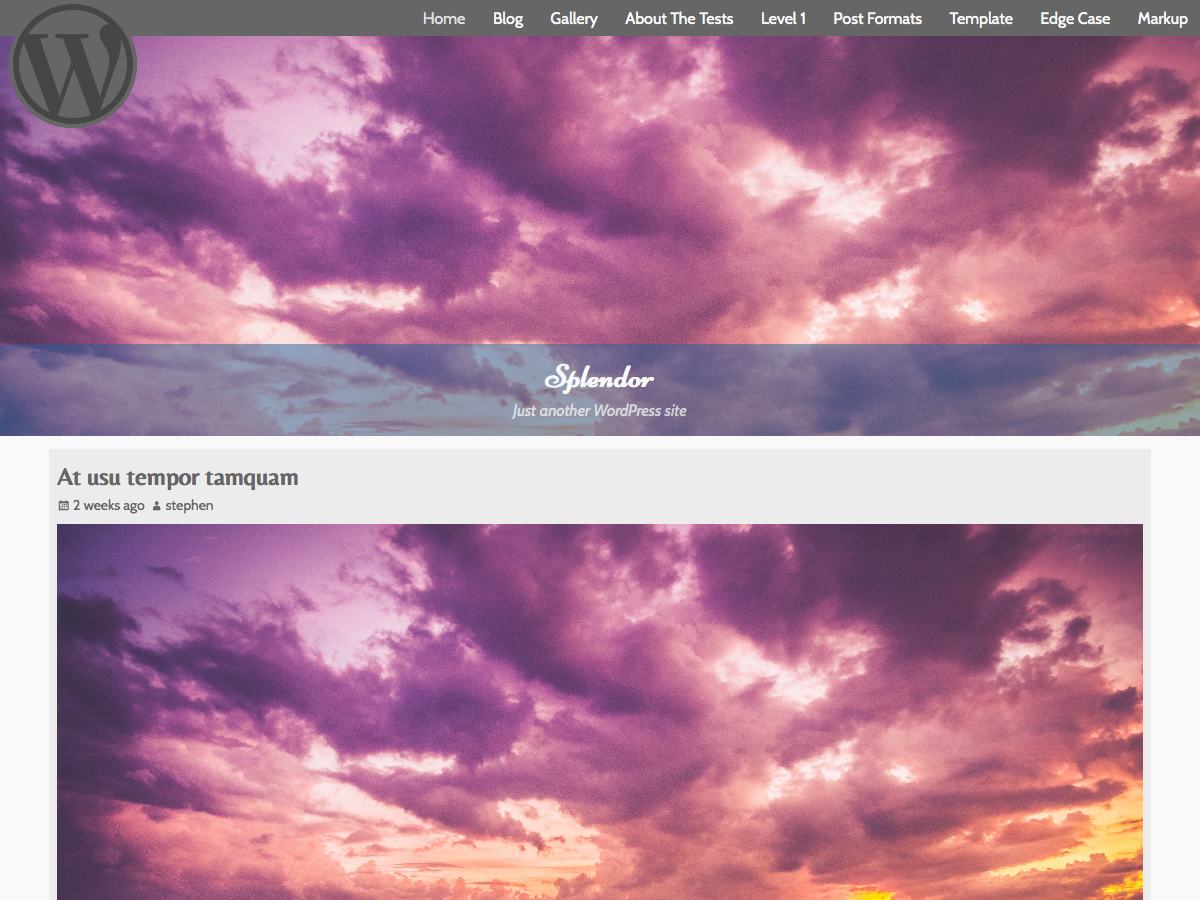 Home Blog Gallery About The Tests Level 1 Post Formats Template Edge Case Markup
W
Splendor
Just another WordPress site
At usu tempor tamquam
2 weeks ago stephen